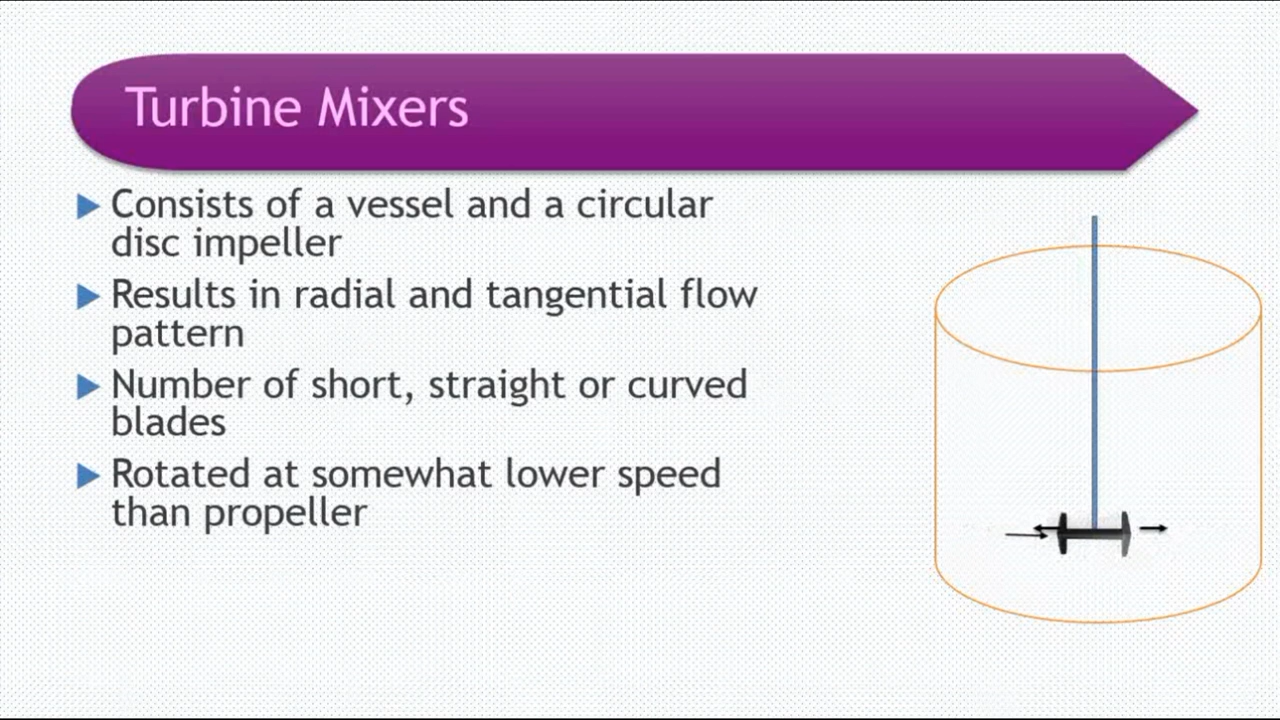 Turbine Mixers
Consists of a vessel and a circular
disc impeller
Results in radial and tangential flow
pattern
Number of short, straight or curved
blades
Rotated at somewhat lower speed
than propeller